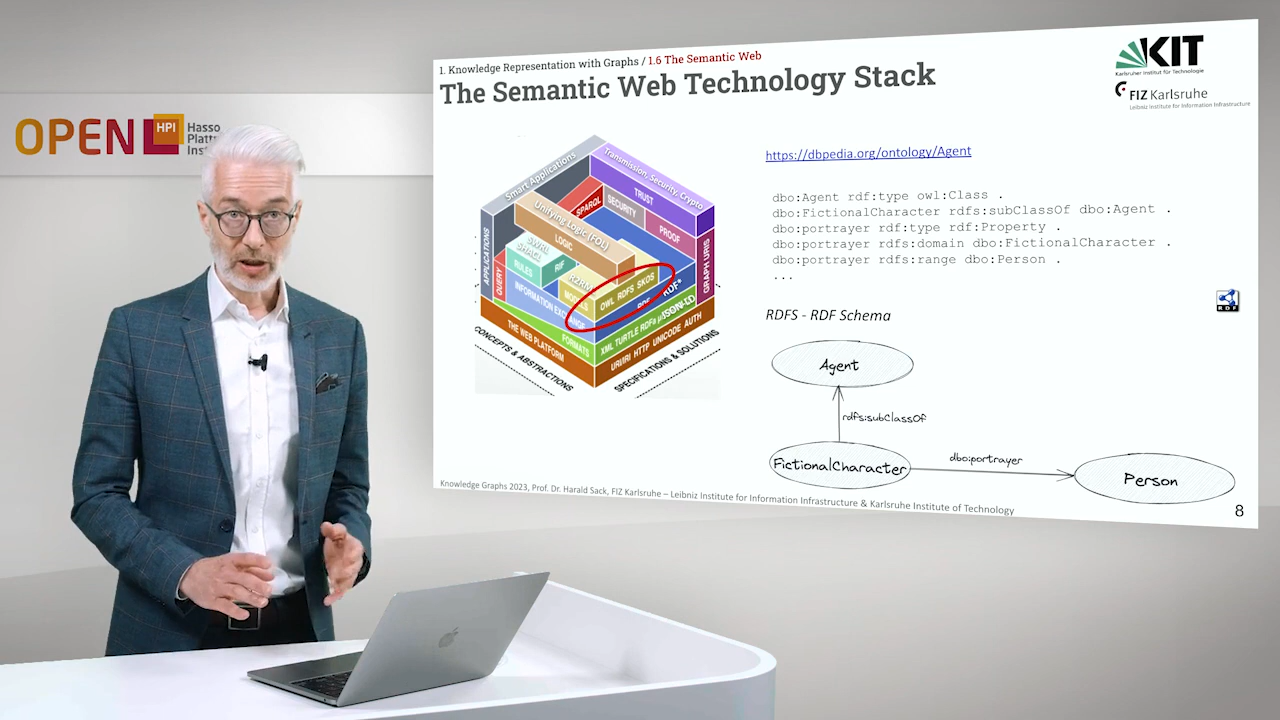 OPEN HPI Hasso
Platt
Inst
1. Knowledge Representation with Graphs / 1.6 The Semantic Web
The Semantic Web Technology Stack
KIT
Karlsruher Institut für Technologie
FIZ Karlsruhe
Leibniz Institute for Information Infrastructure
Smart Applications
Transmission, Security, Crypto
TRUST
SPARQL
SECURITY
Unifying Logic (FOL)
PROOF
LOGIC
APPLICATIONS
QUERY
SWRL
SHACL
RIF
RULES
R2RML
GRAPH URIS
OWL RDFS SKOS
MODELS
RDF*
RDF
INFORMATION EXCHANGE
JSON-LD
XML TURTLE RDFa
FORMATS
THE WEB PLATFORM
URI/IRI HTTP UNICODE AUTH
CONCEPTS & ABSTRACTIONS
SPECIFICATIONS & SOLUTIONS
https://dbpedia.org/ontology/Agent
dbo:Agent rdf:type owl:Class .
dbo:FictionalCharacter rdfs:subClassOf dbo:Agent .
dbo:portrayer rdf:type rdf:Property .
dbo:portrayer rdfs:domain dbo:FictionalCharacter .
dbo:portrayer rdfs:range dbo:Person .
...
RDF
RDFS - RDF Schema
Agent
rdfs:subClassOf
FictionalCharacter
dbo:portrayer
Person
Knowledge Graphs 2023, Prof. Dr. Harald Sack, FIZ Karlsruhe – Leibniz Institute for Information Infrastructure & Karlsruhe Institute of Technology
8